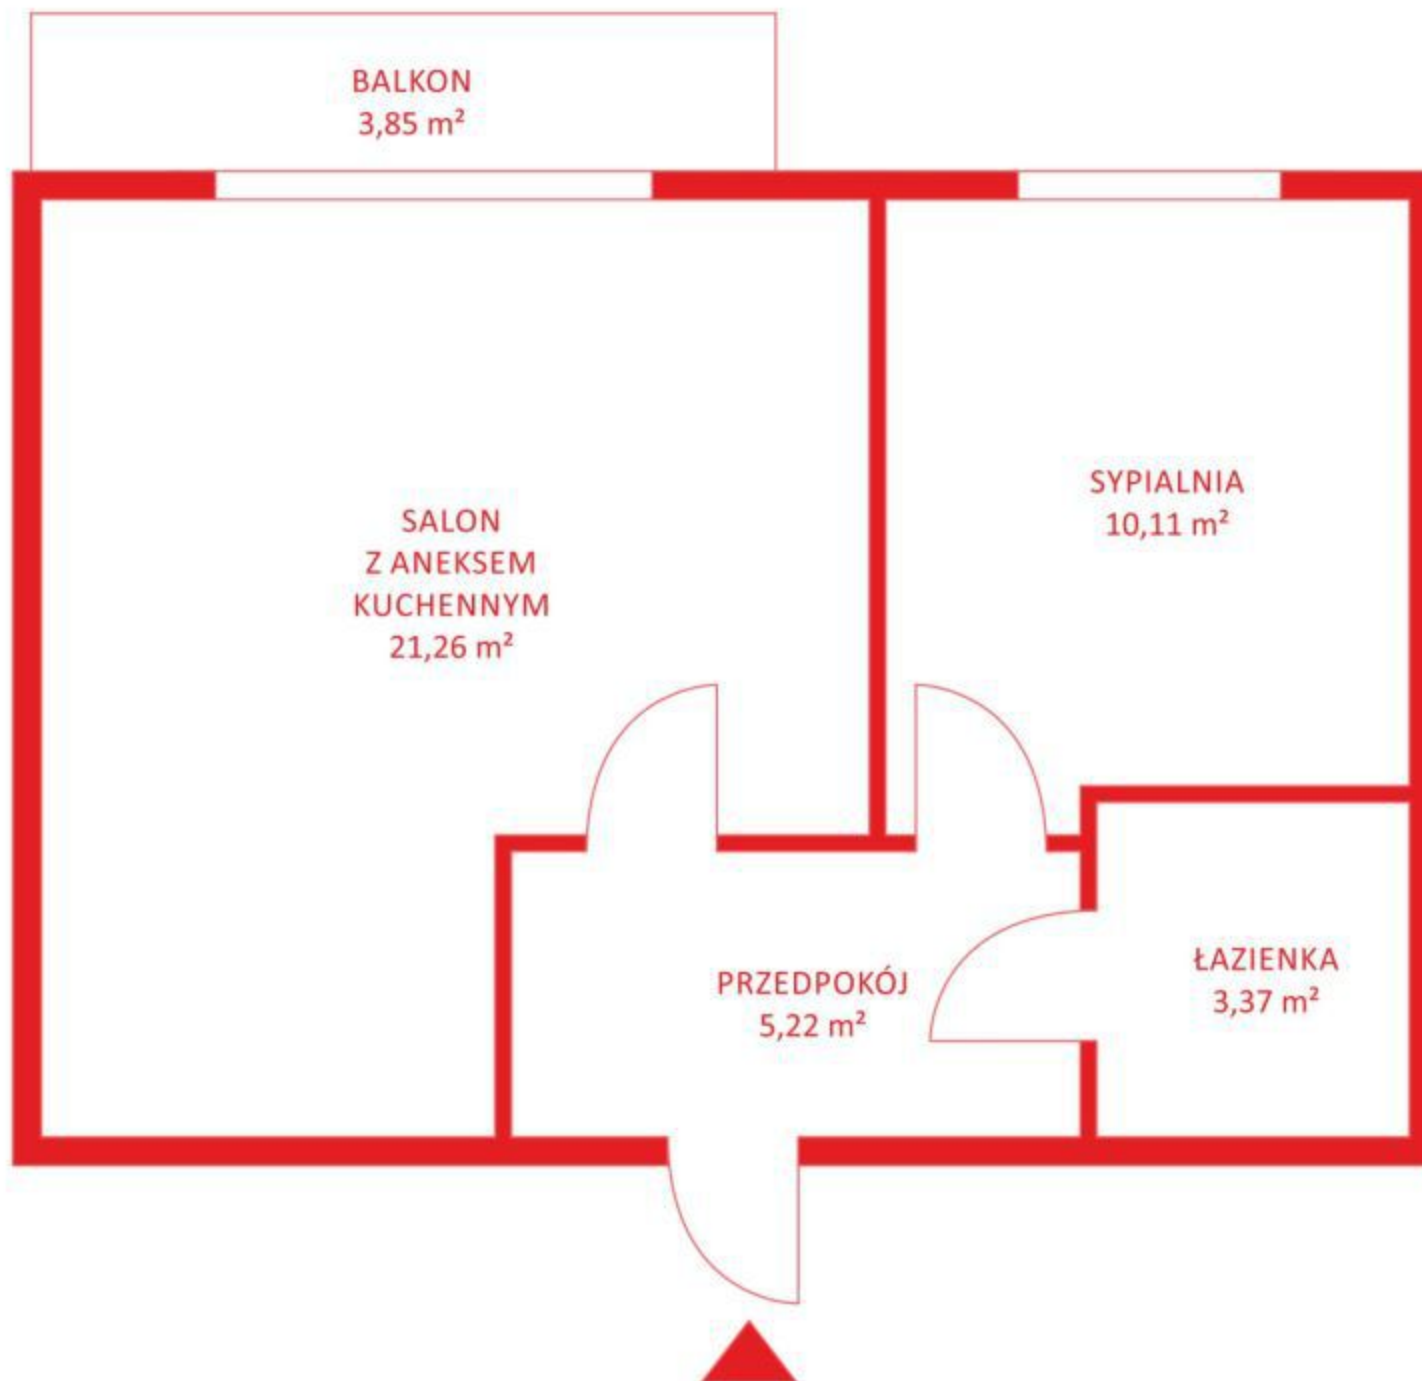 BALKON
3,85 m²
SALON
Z ANEKSEM
KUCHENNYM
21,26 m²
SYPIALNIA
10,11 m²
PRZEDPOKÓJ
5,22 m²
ŁAZIENKA
3,37 m²